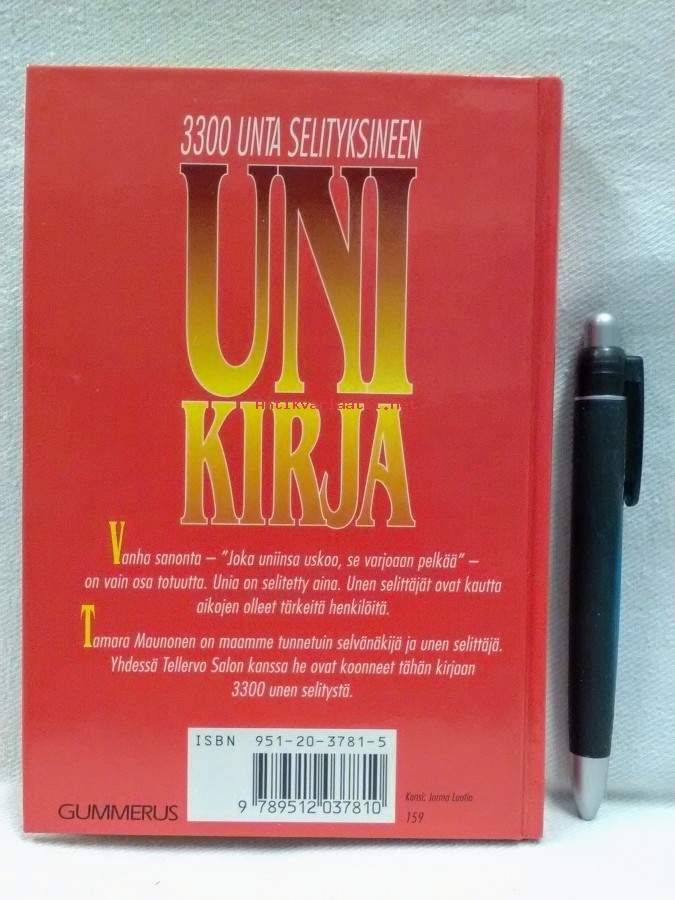 3300 UNTA SELITYKSINEEN
UNI
Antikvariaatti.net
KIRJA
Vanha sanonta – "Joka uniinsa uskoo, se varjoaan pelkää" –
on vain osa totuutta. Unia on selitetty aina. Unen selittäjät ovat kautta
aikojen olleet tärkeitä henkilöitä.
Tamara Maunonen on maamme tunnetuin selvänäkijä ja unen selittäjä.
Yhdessä Tellervo Salon kanssa he ovat koonneet tähän kirjaan
3300 unen selitystä.
ISBN 951-20-3781-5
9 789512 037810
GUMMERUS
Kansi: Jorma Luotio
159